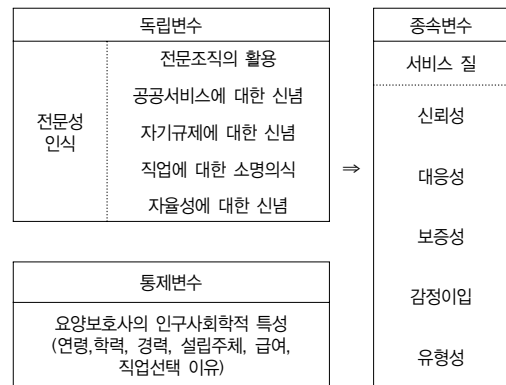 독립변수
전문성
인식
전문조직의 활용
공공서비스에 대한 신념
자기규제에 대한 신념
직업에 대한 소명의식
자율성에 대한 신념
⇒
종속변수
서비스 질
신뢰성
대응성
보증성
감정이입
유형성
통제변수
요양보호사의 인구사회학적 특성
(연령,학력, 경력, 설립주체, 급여,
직업선택 이유)